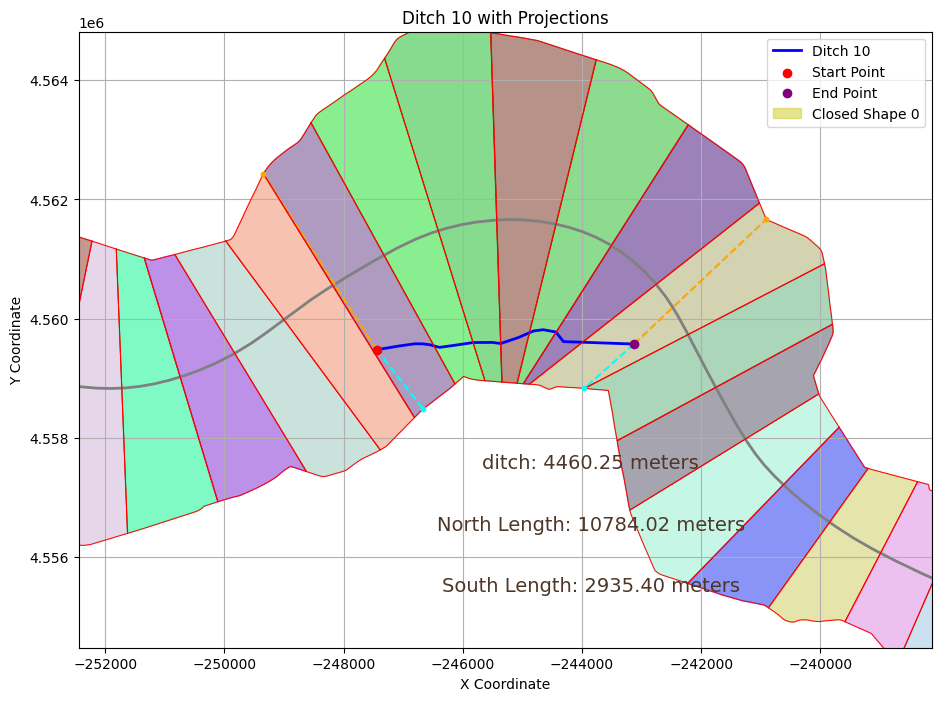 Ditch 10 with Projections
1e6
Ditch 10
Start Point
End Point
Closed Shape 0
4.564
4.562
4.560
4.558
4.556
Y Coordinate
ditch: 4460.25 meters
North Length: 10784.02 meters
South Length: 2935.40 meters
−252000 −250000 −248000 −246000 −244000 −242000 −240000
X Coordinate